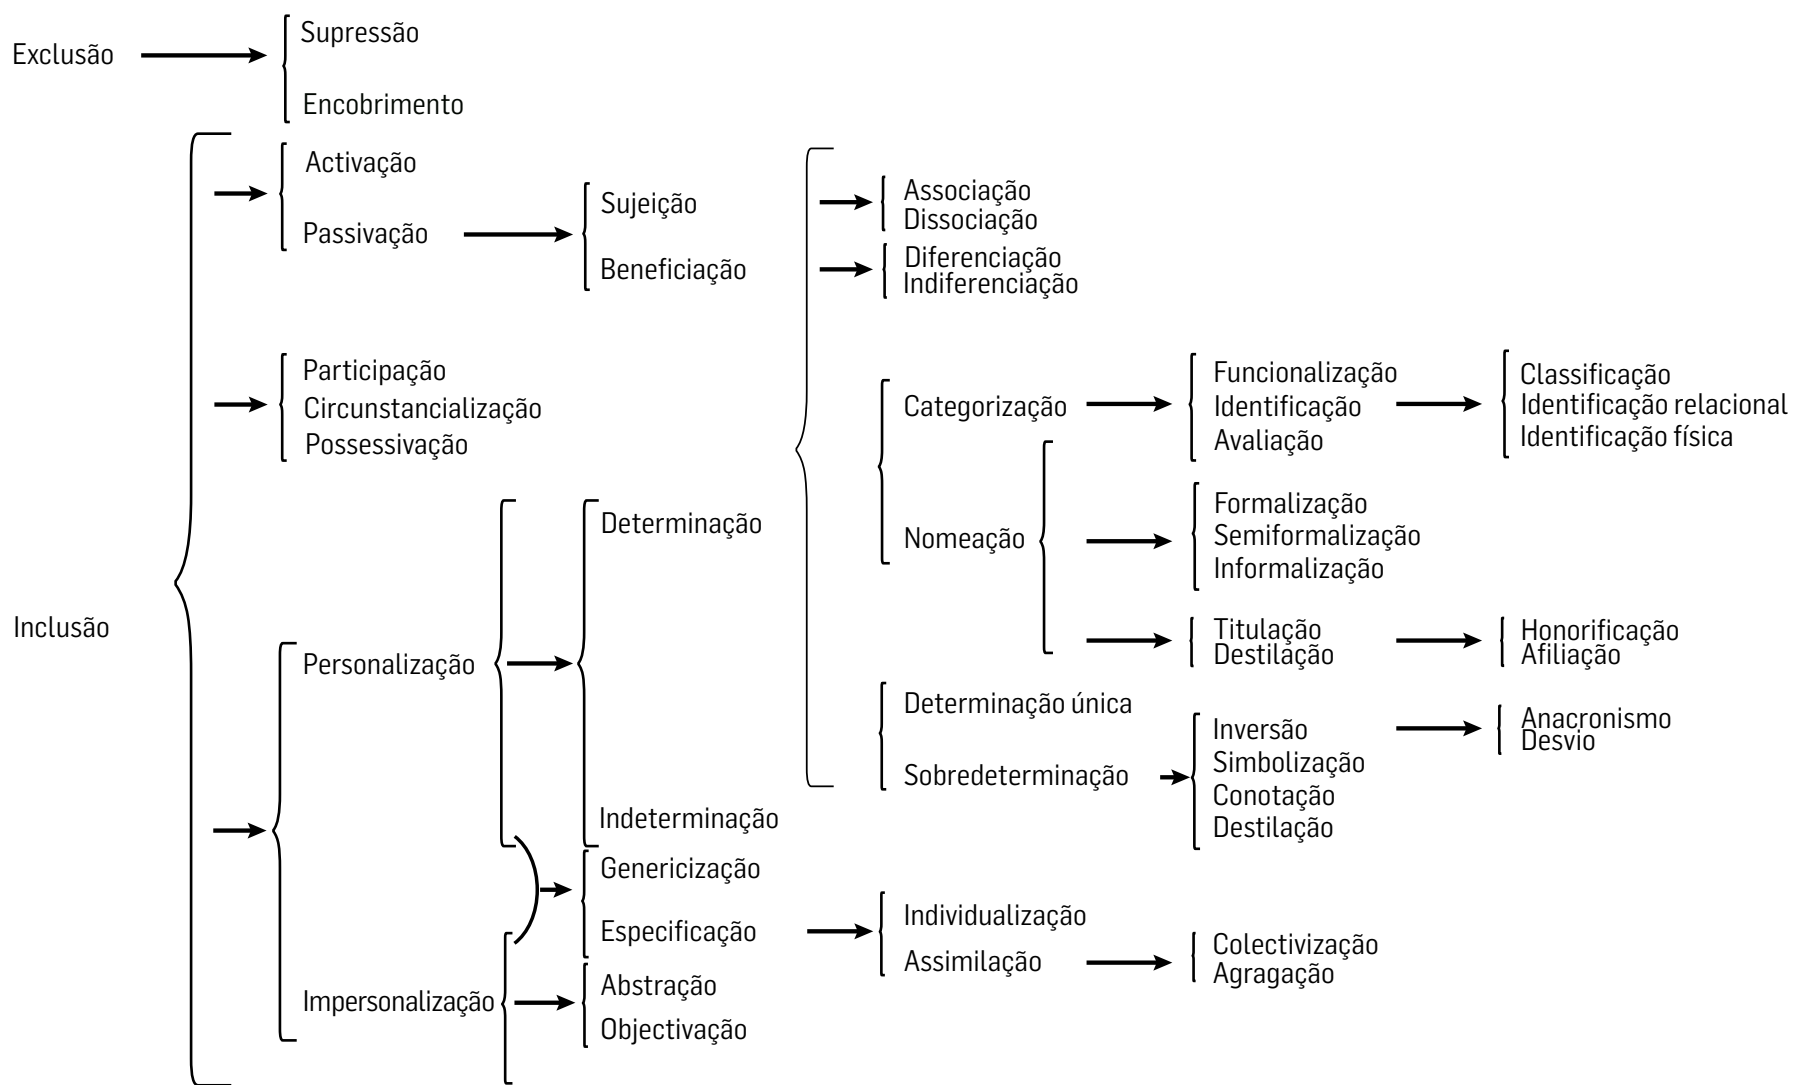 Exclusão
Supressão
Encobrimento
Activação
Passivação
Sujeição
Beneficiação
Associação
Dissociação
Diferenciação
Indiferenciação
Participação
Circunstancialização
Possessivação
Categorização
Funcionalização
Identificação
Avaliação
Classificação
Identificação relacional
Identificação física
Nomeação
Formalização
Semiformalização
Informalização
Titulação
Destilação
Honorificação
Afiliação
Inclusão
Personalização
Determinação
Determinação única
Sobredeterminação
Inversão
Simbolização
Conotação
Destilação
Anacronismo
Desvio
Indeterminação
Genericização
Especificação
Individualização
Assimilação
Colectivização
Agragação
Impersonalização
Abstração
Objectivação